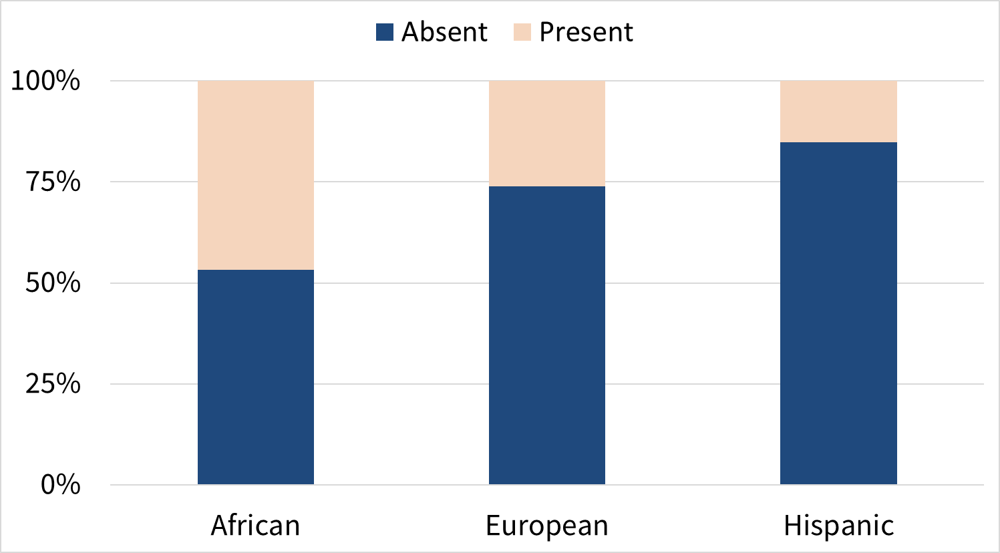 Absent Present
100%
75%
50%
25%
0%
African European Hispanic